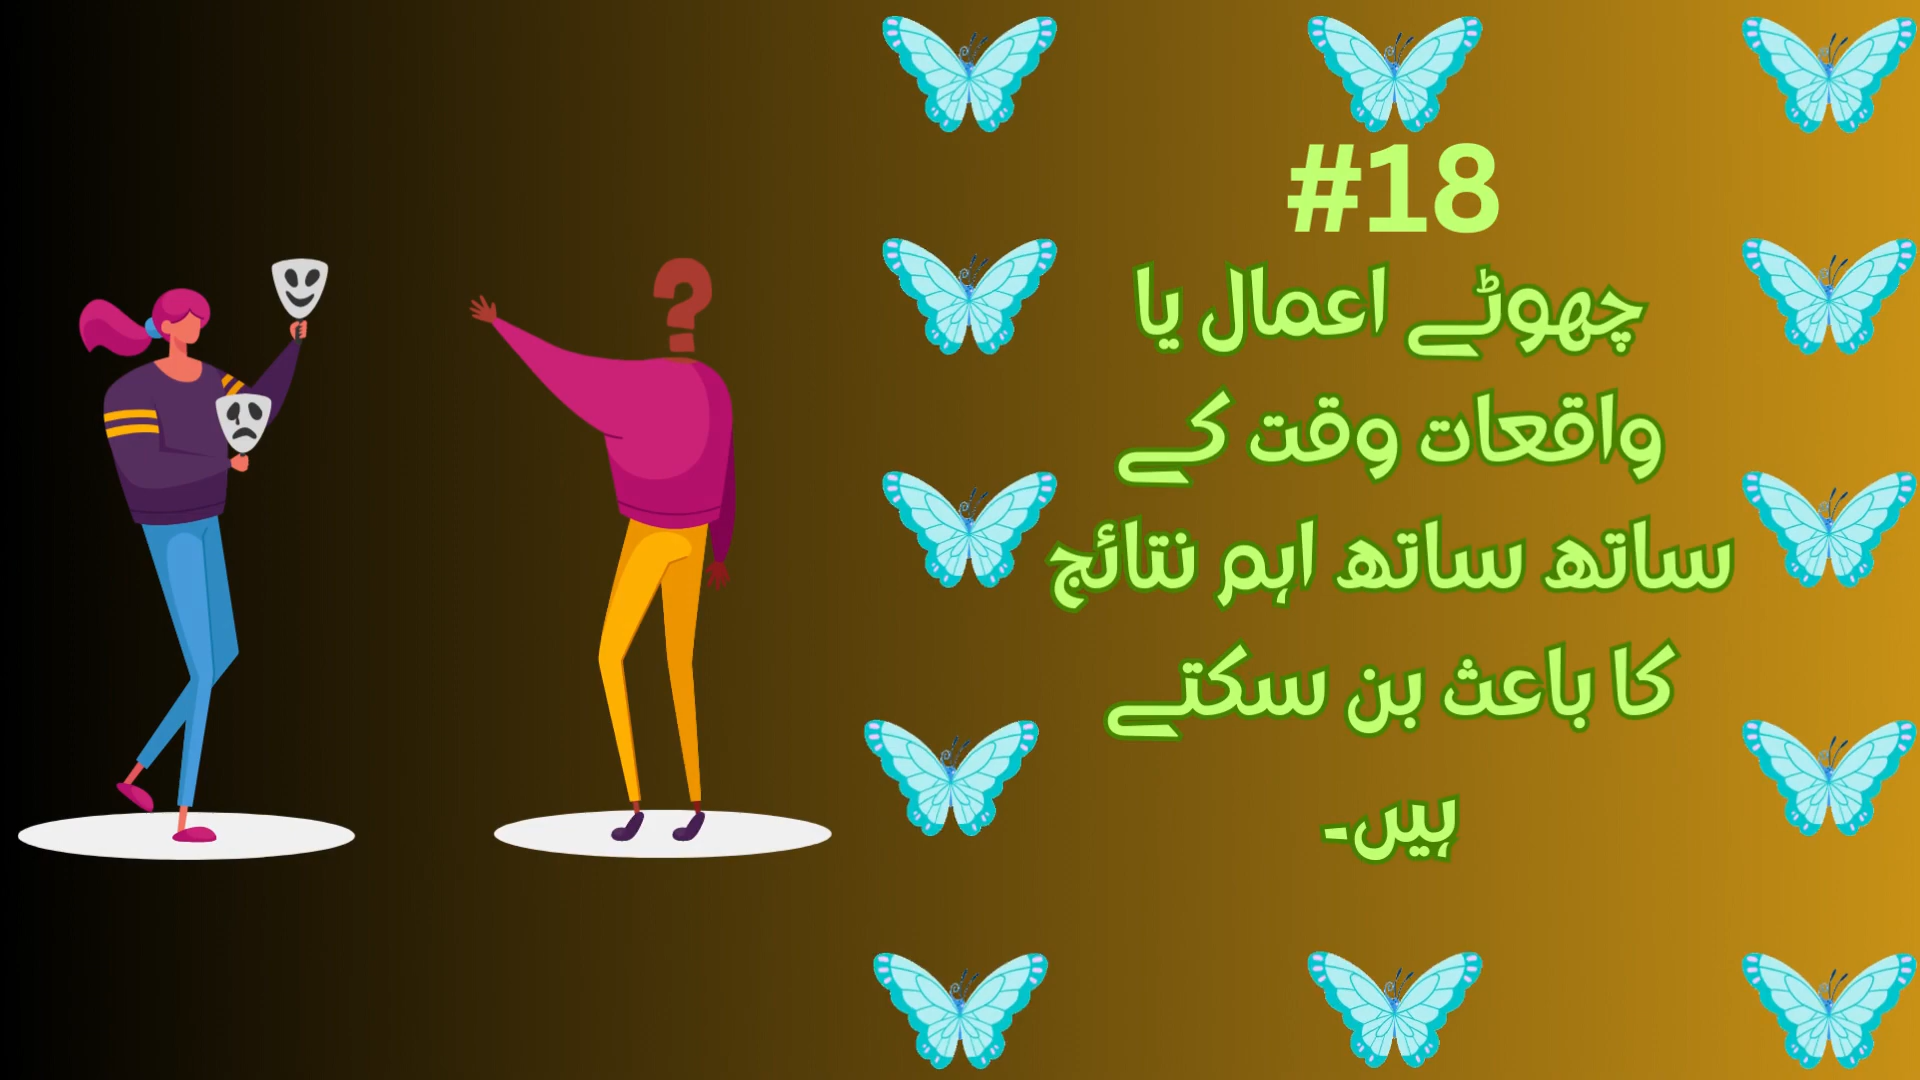 #18
چھوٹے اعمال یا
واقعات وقت کے
ساتھ ساتھ اہم نتائج
کا باعث بن سکتے
ہیں۔